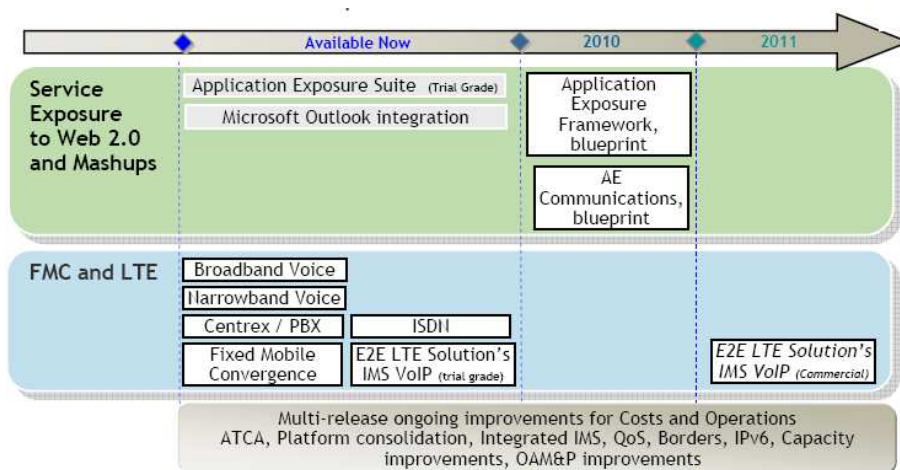 Available Now
2010
2011
Service
Exposure
to Web 2.0
and Mashups
Application Exposure Suite (Trial Grade)
Microsoft Outlook integration
Application
Exposure
Framework,
blueprint
AE
Communications,
blueprint
FMC and LTE
Broadband Voice
Narrowband Voice
Centrex / PBX
ISDN
Fixed Mobile
Convergence
E2E LTE Solution's
IMS VoIP (trial grade)
E2E LTE Solution's
IMS VoIP (Commercial)
Multi-release ongoing improvements for Costs and Operations
ATCA, Platform consolidation, Integrated IMS, QoS, Borders, IPv6, Capacity
improvements, OAM&P improvements